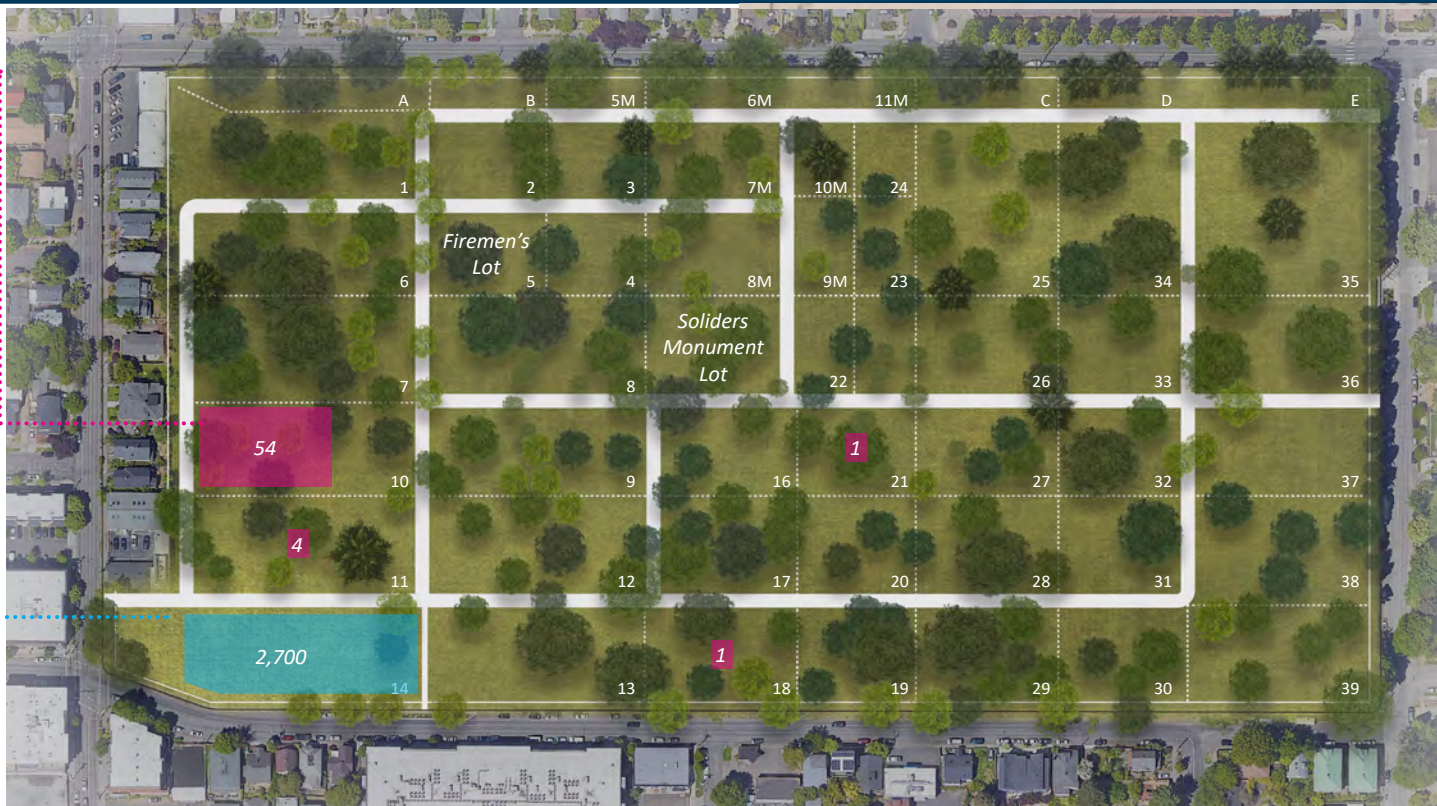 A B 5M 6M 11M C D E
1 2 3 7M 10M 24
Firemen's
Lot
6 5 4 8M 9M 23 25 34 35
Soliders
Monument
Lot
7 8 22 26 33 36
54 1
10 9 16 21 27 32 37
4
11 12 17 20 28 31 38
2,700 1
14 13 18 19 29 30 39